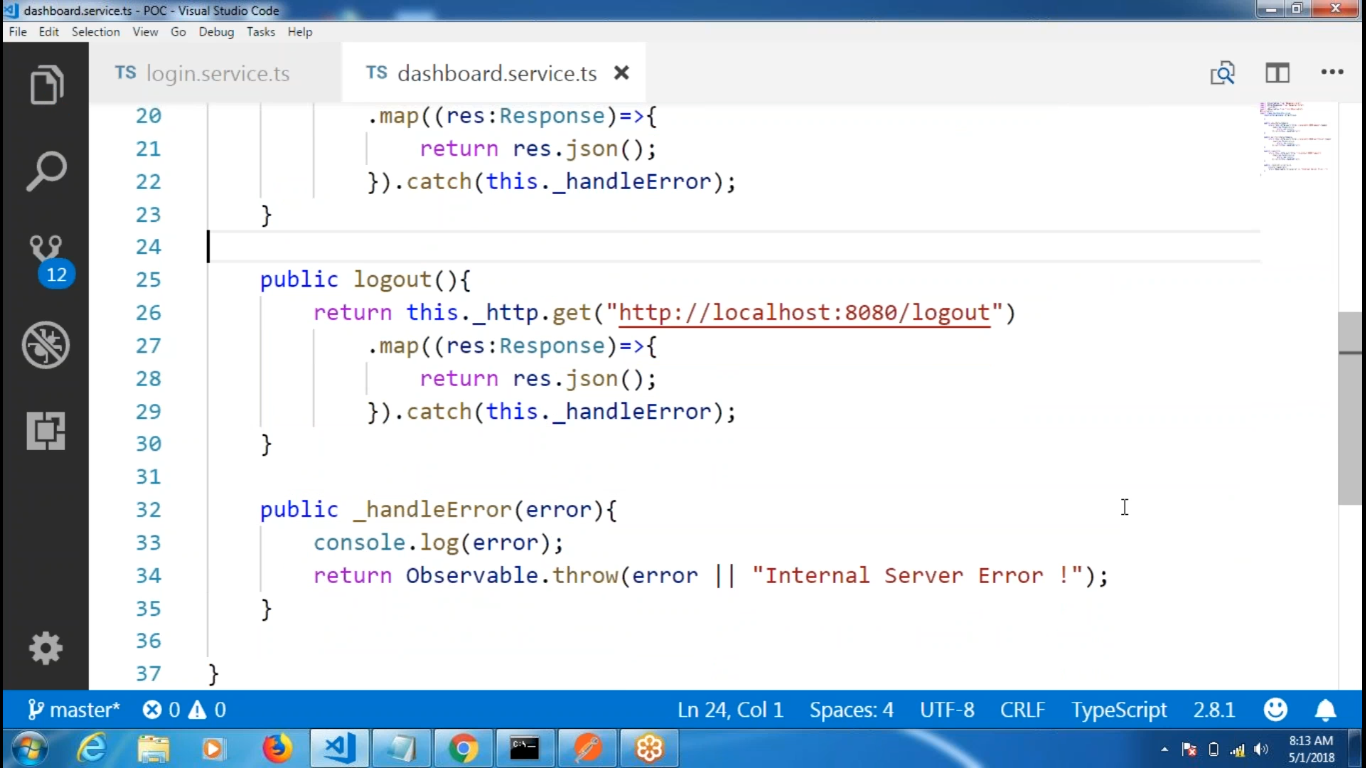 dashboard.service.ts - POC - Visual Studio Code
File Edit Selection View Go Debug Tasks Help
TS login.service.ts TS dashboard.service.ts
20 .map((res:Response)=>{
21 return res.json();
22 }).catch(this._handleError);
23 }
24
25 public logout(){
26 return this._http.get("http://localhost:8080/logout")
27 .map((res:Response)=>{
28 return res.json();
29 }).catch(this._handleError);
30 }
31
32 public _handleError(error){
33 console.log(error);
34 return Observable.throw(error || "Internal Server Error !");
35 }
36
37 }
12
master* 0 0 Ln 24, Col 1 Spaces: 4 UTF-8 CRLF TypeScript 2.8.1
8:13 AM
5/1/2018